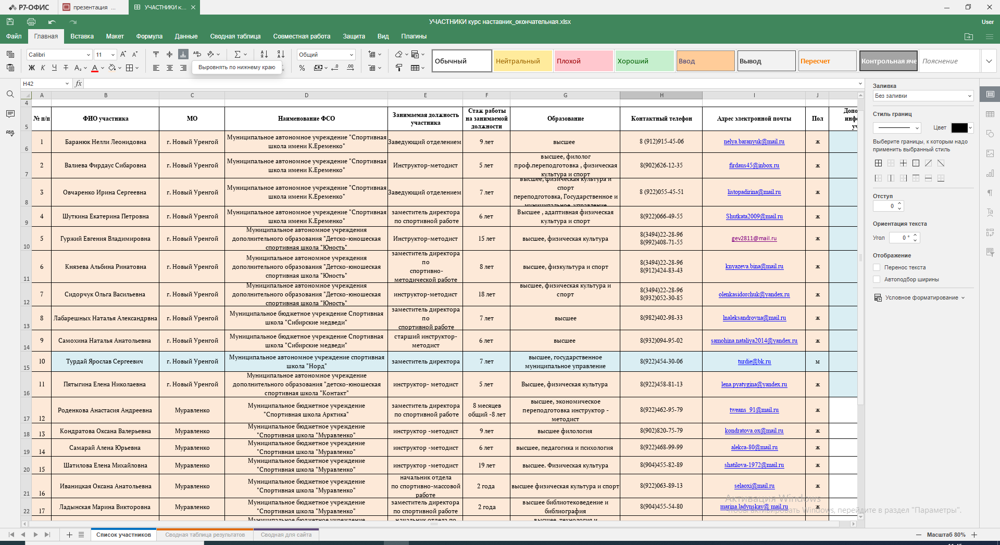 Р7-ОФИС
презентация ...
УЧАСТНИКИ к...
УЧАСТНИКИ курс наставник_окончательная.xlsx
User
Файл Главная Вставка Макет Формула Данные Сводная таблица Совместная работа Защита Вид Плагины
Calibri 11 Общий
Обычный Нейтральный Плохой Хороший Ввод Вывод Пересчет Контрольная яче Пояснение
Выровнять по нижнему краю
H42
A B C D E F G H I J
4
5 № п/п ФИО участника МО Наименование ФСО Занимаемая должность участника Стаж работы на занимаемой должности Образование Контактный телефон Адрес электронной почты Пол
6 1 Баранюк Нелли Леонидовна г. Новый Уренгой Муниципальное автономное учреждение "Спортивная школа имени К.Еременко" Заведующий отделением 9 лет высшее 8 (912)915-45-06 nelya.baranyuk@mail.ru ж
7 2 Валиева Фирдаус Сибаровна г. Новый Уренгой Муниципальное автономное учреждение "Спортивная школа имени К.Еременко" Инструктор-методист 5 лет высшее, филолог проф.переподготовка , физическая культура и спорт 8(902)626-12-35 firdaus45@inbox.ru ж
8 3 Овчаренко Ирина Сергеевна г. Новый Уренгой Муниципальное автономное учреждение "Спортивная школа имени К.Еременко" Заведующий отделением 7 лет высшее, физическая культура и спорт переподготовка, Государственное и муниципальное управление 8 (922)055-45-51 listopadirina@mail.ru ж
9 4 Шуткина Екатерина Петровна г. Новый Уренгой Муниципальное автономное учреждение "Спортивная школа имени К.Еременко" заместитель директора по спортивной работе 6 лет Высшее , адаптивная физическая культура и спорт 8(922)066-49-55 Shutkata2009@mail.ru ж
10 5 Гуржий Евгения Владимировна г. Новый Уренгой Муниципальное автономное учреждения дополнительного образования "Детско-юношеская спортивная школа "Юность" Инструктор-методист 15 лет высшее, физическая культура 8(3494)22-28-96 8(992)408-71-55 gev2811@mail.ru ж
11 6 Князева Альбина Ринатовна г. Новый Уренгой Муниципальное автономное учреждения дополнительного образования "Детско-юношеская спортивная школа "Юность" заместитель директора по спортивно-методической работе 8 лет высшее, физкультура и спорт 8(3494)22-28-96 8(912)424-83-43 knyazeva.bina@mail.ru ж
12 7 Сидорчук Ольга Васильевна г. Новый Уренгой Муниципальное автономное учреждения дополнительного образования "Детско-юношеская спортивная школа "Юность" инструктор-методист 18 лет высшее, физическая культура и спорт 8(3494)22-28-96 8(932)052-30-85 olenkasidorchuk@yandex.ru ж
13 8 Лабарешных Наталья Александрвна г. Новый Уренгой Муниципальное бюджетное учреждение Спортивная школа "Сибирские медведи" заместитель директора по спортивной работе 7 лет высшее 8(982)402-98-33 lnaleksandrovna@mail.ru ж
14 9 Самохина Наталья Анатольевна г. Новый Уренгой Муниципальное бюджетное учреждение Спортивная школа "Сибирские медведи" старший инструктор-методист 6 лет высшее 8(932)094-95-02 samohina.nataliya2014@yandex.ru ж
15 10 Турдай Ярослав Сергеевич г. Новый Уренгой Муниципальное автономное учреждение спортивная школа "Норд" заместитель директора 7 лет высшее, государственное муниципальное управление 8(922)454-30-06 turdie@bk.ru м
16 11 Пятыгина Елена Николаевна г. Новый Уренгой Муниципальное автономное учреждение дополнительного образования "детско-юношеская спортивная школа "Контакт" инструктор- методист 5 лет Высшее, физическая культура 8(922)458-81-13 lena.pyatygina@yandex.ru ж
17 12 Роденкова Анастасия Андреевна Муравленко Муниципальное бюджетное учреждение "Спортивная школа Арктика" заместитель директора по спортивной работе 8 месяцев общий -8 лет высшее, экономическое переподготовка инструктор - методист 8(922)462-95-79 tweans_91@mail.ru ж
18 13 Кондратова Оксана Валерьевна Муравленко Муниципальное бюджетное учреждение "Спортивная школа "Муравленко" инструктор -методист 9 лет высшее филология 8(902)820-75-79 kondratova.ox@mail.ru ж
19 14 Самарай Алена Юрьевна Муравленко Муниципальное бюджетное учреждение "Спортивная школа "Муравленко" инструктор -методист 6 лет высшее, педагогика и психология 8(922)468-99-99 alekca-80@mail.ru ж
20 15 Шатилова Елена Михайловна Муравленко Муниципальное бюджетное учреждение "Спортивная школа "Муравленко" инструктор -методист 19 лет высшее. Физическая культура 8(904)455-82-89 shatilova-1972@mail.ru ж
21 16 Иваницкая Оксана Анатольевна Муравленко Муниципальное бюджетное учреждение "Спортивная школа "Муравленко" начальник отдела по спортивно-массовой работе 2 года высшее физическая культура и спорт 8(922)063-89-13 selaoxi@mail.ru ж
22 17 Ладынская Марина Викторовна Муравленко Муниципальное бюджетное учреждение "Спортивная школа "Муравленко" заместитель директора по спортивной работе 2 года высшее библиотековедение и библиография 8(904)455-54-80 marina.ladynskay@ mail.ru ж
Муниципальное бюджетное учреждение
Заливка
Без заливки
Стиль границ
Цвет
Выберите границы, к которым надо
применить выбранный стиль
Отступ
0
Ориентация текста
Угол 0 °
Отображение
Перенос текста
Автоподбор ширины
Условное форматирование
Активация Windows
Чтобы активировать Windows, перейдите в раздел "Параметры".
Список участников Сводная таблица результатов Сводная для сайта
Масштаб 80%